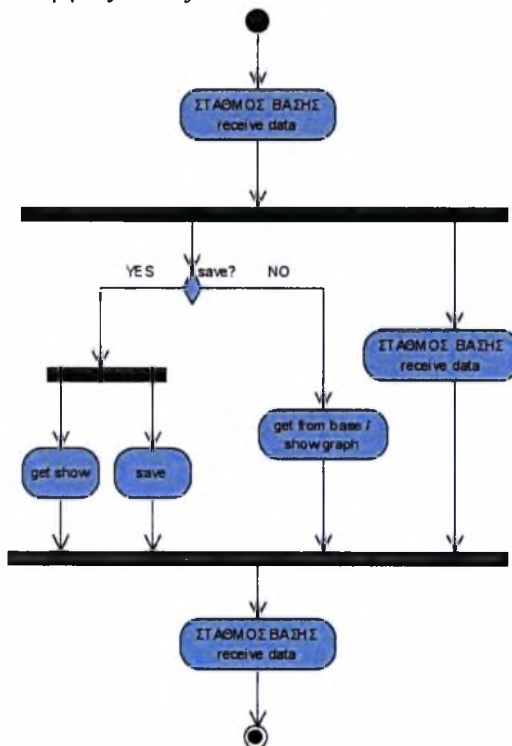 ΣΤΑΘΜΟΣ ΒΑΣΗΣ
receive data
YES
save?
NO
ΣΤΑΘΜΟΣ ΒΑΣΗΣ
receive data
get from base /
show graph
get show
save
ΣΤΑΘΜΟΣ ΒΑΣΗΣ
receive data